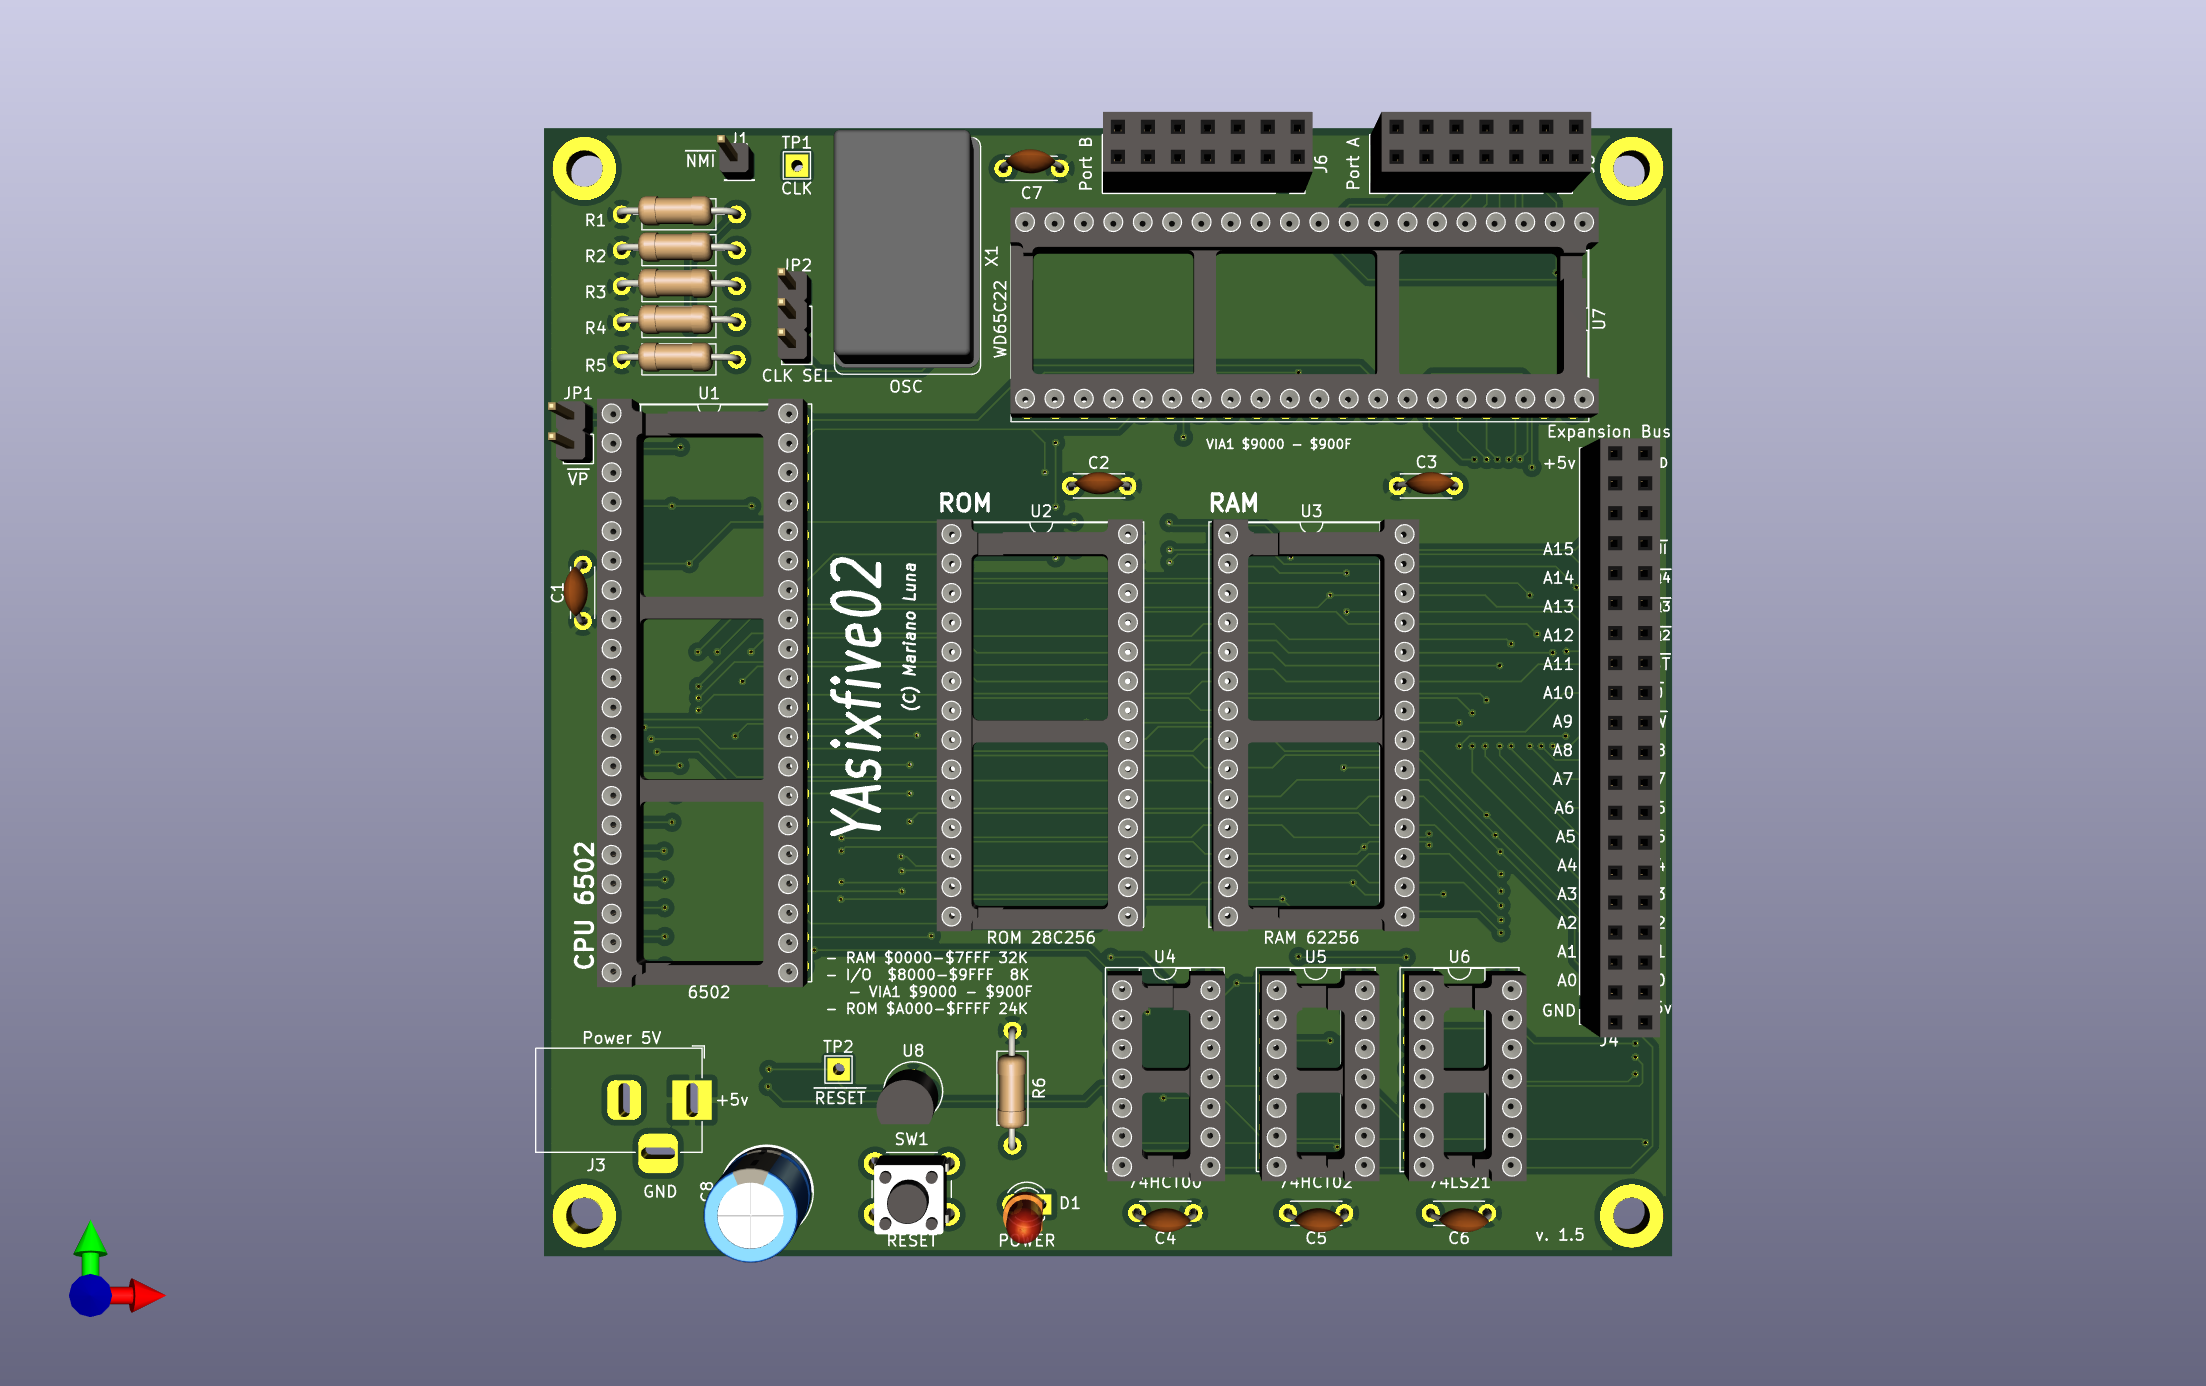 J1
NMI
TP1
CLK
R1
R2
R3
R4
R5
JP2
CLK SEL
OSC
X1
C7
Port B
J6
Port A
WD65C22
U7
VIA1 $9000 - $900F
JP1
VP
U1
C1
CPU 6502
6502
YAsixfive02
(C) Mariano Luna
C2
C3
ROM
U2
RAM
U3
ROM 28C256
RAM 62256
Expansion Bus
+5v
A15
A14
A13
A12
A11
A10
A9
A8
A7
A6
A5
A4
A3
A2
A1
A0
GND
J4
- RAM $0000-$7FFF 32K
- I/O $8000-$9FFF 8K
- VIA1 $9000 - $900F
- ROM $A000-$FFFF 24K
U4
U5
U6
74HCT00
74HCT02
74LS21
C4
C5
C6
v. 1.5
Power 5V
+5v
J3
GND
C8
TP2
RESET
U8
SW1
RESET
R6
D1
POWER